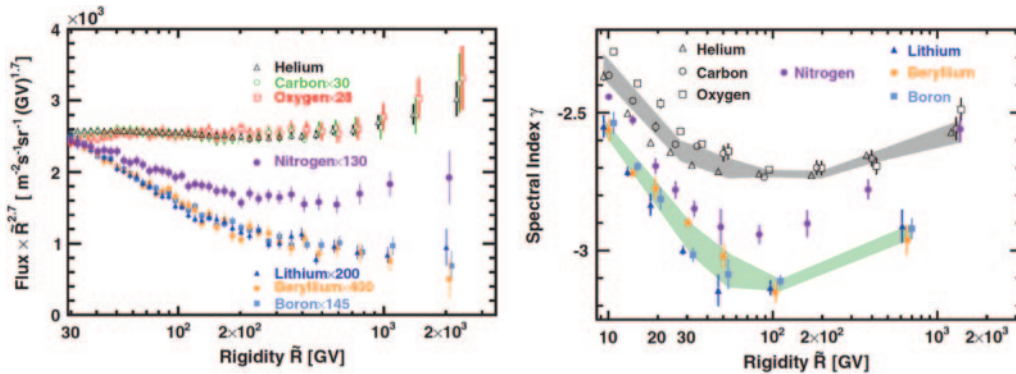 ×10³
4
3
2
1
0
Flux × R̃^2.7 [ m⁻²s⁻¹sr⁻¹ (GV)^1.7 ]
Helium
Carbon×30
Oxygen×28
Nitrogen×130
Lithium×200
Beryllium×400
Boron×145
30 10² 2×10² 10³ 2×10³
Rigidity R̃ [GV]
-2.5
-3
Spectral Index γ
Helium
Carbon
Oxygen
Nitrogen
Lithium
Beryllium
Boron
10 20 30 10² 2×10² 10³ 2×10³
Rigidity R̃ [GV]